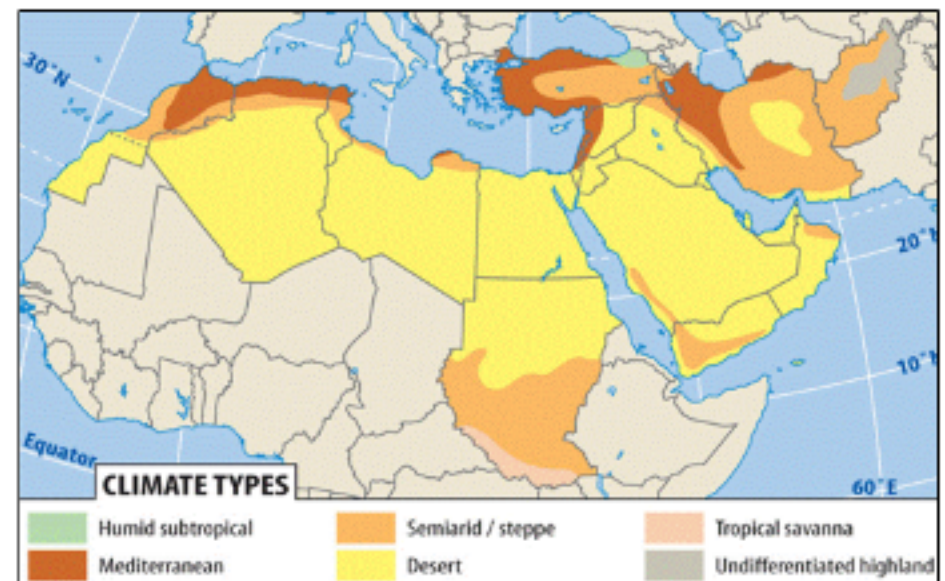 30°N
20°N
10°N
Equator
60°E
CLIMATE TYPES
Humid subtropical
Semiarid / steppe
Tropical savanna
Mediterranean
Desert
Undifferentiated highland